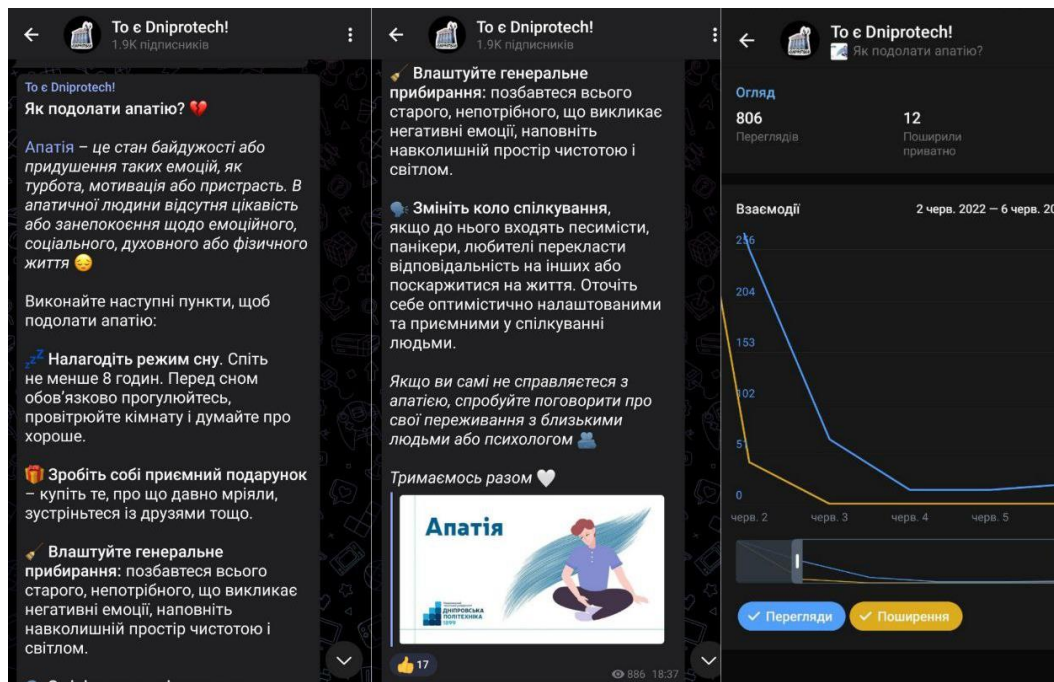 То є Dniprotech!
1.9K підписників
То є Dniprotech!
Як подолати апатію? 💔
Апатія – це стан байдужості або
придушення таких емоцій, як
турбота, мотивація або пристрасть. В
апатичної людини відсутня цікавість
або занепокоєння щодо емоційного,
соціального, духовного або фізичного
життя 😔
Виконайте наступні пункти, щоб
подолати апатію:
💤 Налагодіть режим сну. Спіть
не менше 8 годин. Перед сном
обов'язково прогулюйтесь,
провітрюйте кімнату і думайте про
хороше.
🎁 Зробіть собі приємний подарунок
– купіть те, про що давно мріяли,
зустріньтеся із друзями тощо.
🧹 Влаштуйте генеральне
прибирання: позбавтеся всього
старого, непотрібного, що викликає
негативні емоції, наповніть
навколишній простір чистотою і
світлом.
То є Dniprotech!
1.9K підписників
🧹 Влаштуйте генеральне
прибирання: позбавтеся всього
старого, непотрібного, що викликає
негативні емоції, наповніть
навколишній простір чистотою і
світлом.
🗣 Змініть коло спілкування,
якщо до нього входять песимісти,
панікери, любителі перекласти
відповідальність на інших або
поскаржитися на життя. Оточіть
себе оптимістично налаштованими
та приємними у спілкуванні
людьми.
Якщо ви самі не справляєтеся з
апатією, спробуйте поговорити про
свої переживання з близькими
людьми або психологом 🫂
Тримаємось разом 🤍
Апатія
ДНІПРОВСЬКА
ПОЛІТЕХНІКА
1899
👍 17
886 18:37
То є Dniprotech!
Як подолати апатію?
Огляд
806 12
Переглядів Поширили
приватно
Взаємодії 2 черв. 2022 – 6 черв. 20
256
204
153
102
51
0
черв. 2 черв. 3 черв. 4 черв. 5
Перегляди Поширення